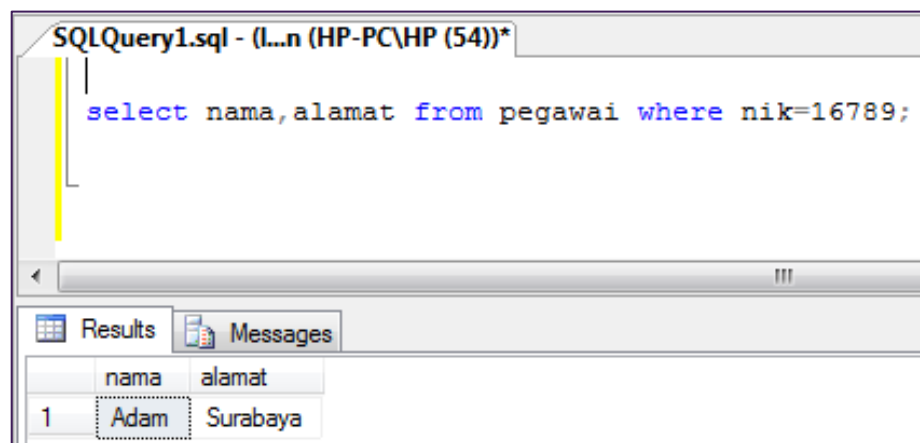 SQLQuery1.sql - (l...n (HP-PC\HP (54))*
select nama,alamat from pegawai where nik=16789;
Results Messages
nama alamat
1 Adam Surabaya